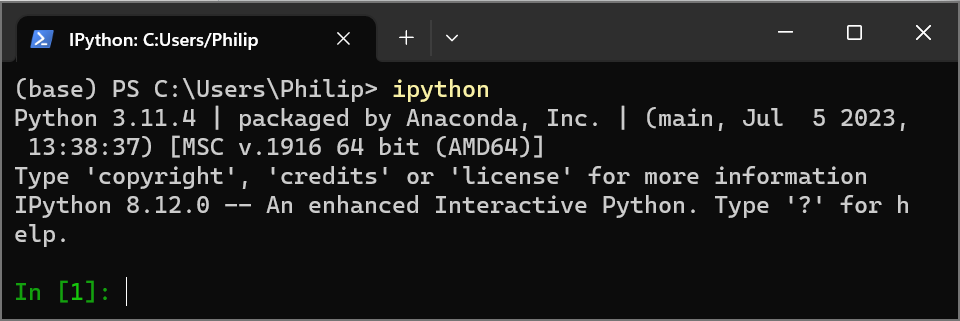 IPython: C:Users/Philip
(base) PS C:\Users\Philip> ipython
Python 3.11.4 | packaged by Anaconda, Inc. | (main, Jul  5 2023,
 13:38:37) [MSC v.1916 64 bit (AMD64)]
Type 'copyright', 'credits' or 'license' for more information
IPython 8.12.0 -- An enhanced Interactive Python. Type '?' for h
elp.
In [1]: